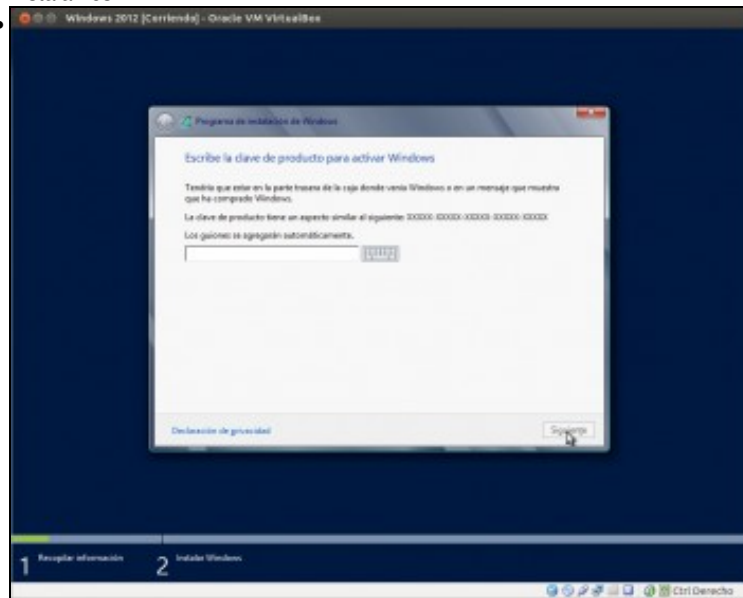 Windows 2012 [Corriendo] - Oracle VM VirtualBox
Programa de instalación de Windows
Escribe la clave de producto para activar Windows
Tendría que estar en la parte trasera de la caja donde venía Windows o en un mensaje que muestra
que ha comprado Windows.
La clave de producto tiene un aspecto similar al siguiente: XXXXX-XXXXX-XXXXX-XXXXX-XXXXX
Los guiones se agregarán automáticamente.
Declaración de privacidad
Siguiente
1 Recopilar información
2 Instalar Windows
Ctrl Derecho